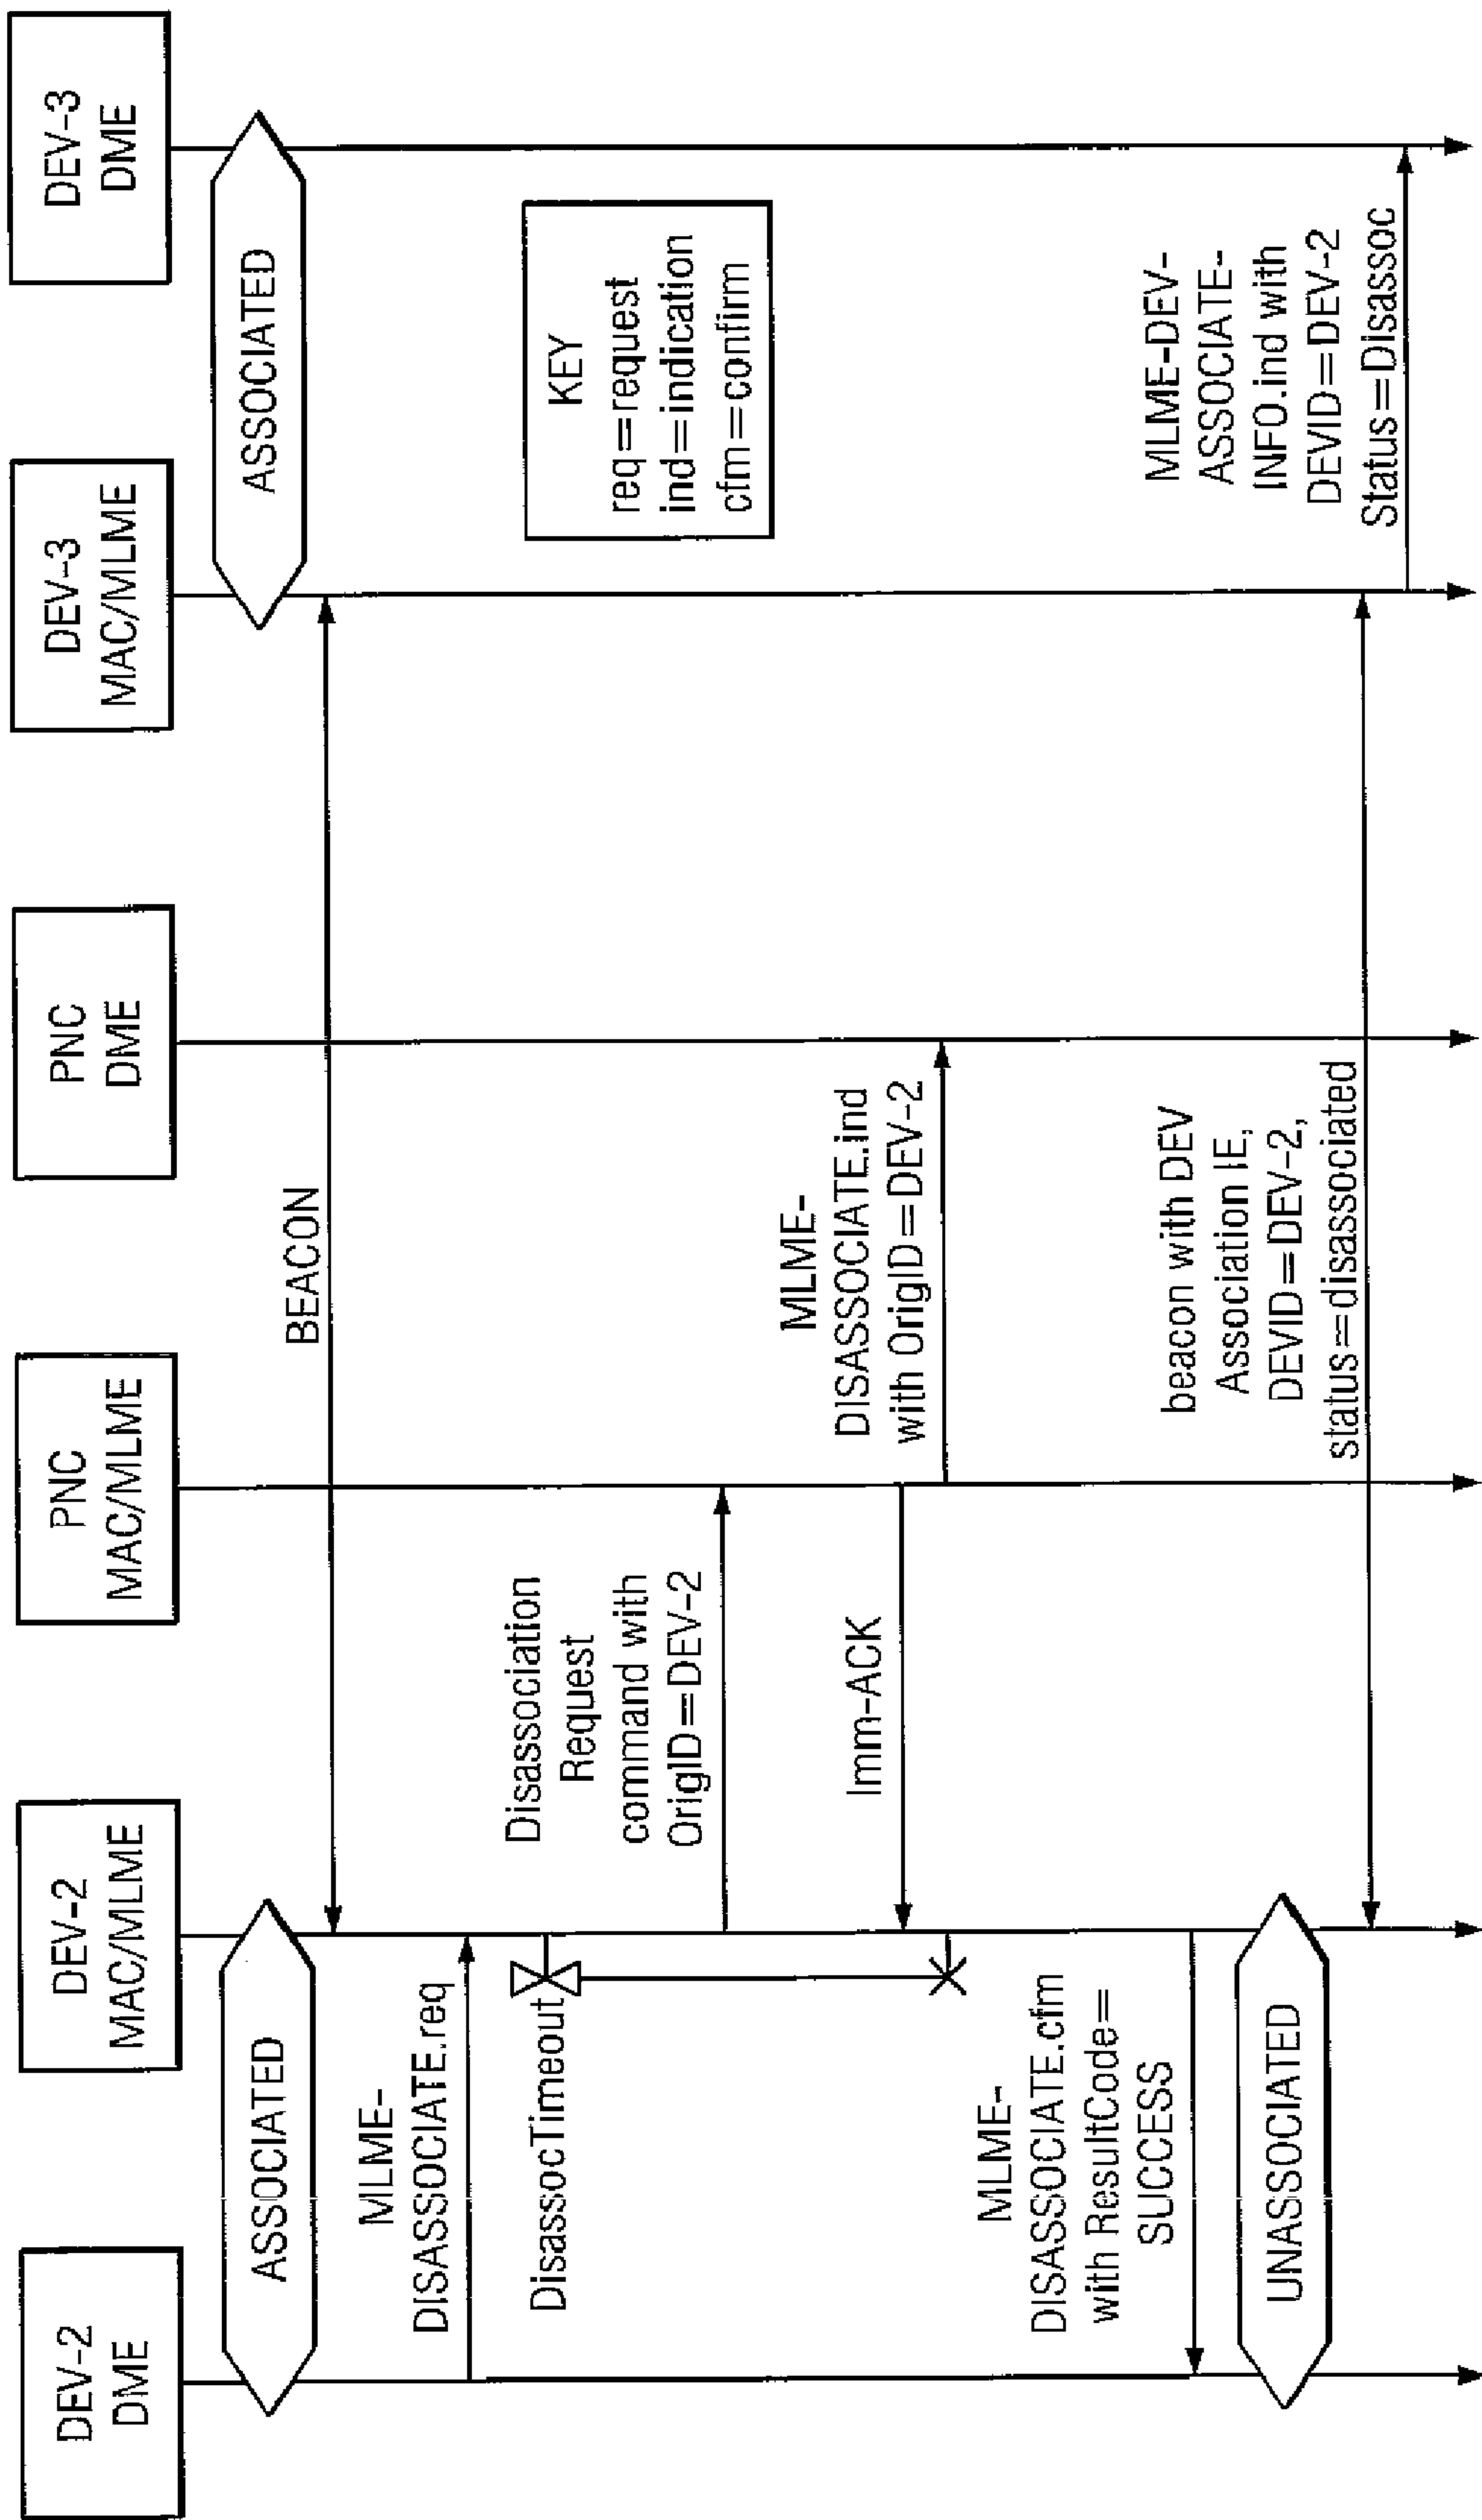 DEV-2
DME
DEV-2
MAC/MLME
PNC
MAC/MLME
PNC
DME
DEV-3
MAC/MLME
DEV-3
DME
ASSOCIATED
ASSOCIATED
BEACON
MLME-
DISASSOCIATE.req
KEY
req=request
ind=indication
cfm=confirm
DisassocTimeout
Disassociation
Request
command with
OrigID=DEV-2
Imm-ACK
MLME-
DISASSOCIATE.ind
with OrigID=DEV-2
MLME-
DISASSOCIATE.cfm
with ResultCode=
SUCCESS
UNASSOCIATED
beacon with DEV
Association IE,
DEVID=DEV-2,
status=disassociated
MLME-DEV-
ASSOCIATE-
INFO.ind with
DEVID=DEV-2
Status=Disassoc